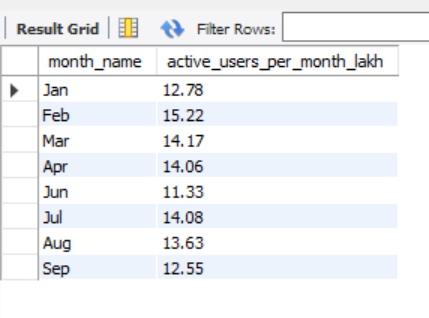 Result Grid Filter Rows:
month_name active_users_per_month_lakh
Jan 12.78
Feb 15.22
Mar 14.17
Apr 14.06
Jun 11.33
Jul 14.08
Aug 13.63
Sep 12.55